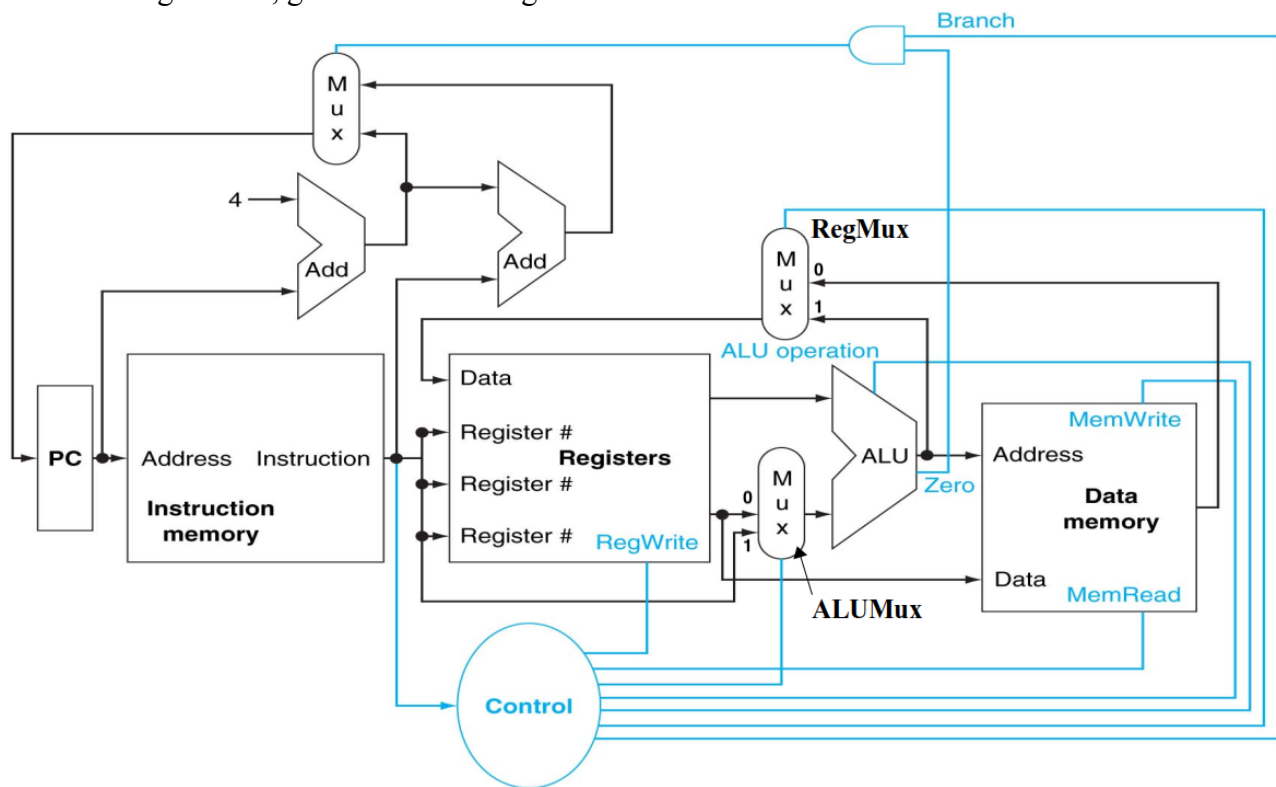 Branch
M
u
x
4
Add
Add
RegMux
M
u
x
0
1
ALU operation
Data
Register #
Registers
Register #
Register #
RegWrite
PC
Address
Instruction
Instruction
memory
0
1
M
u
x
ALU
Zero
ALUMux
MemWrite
Address
Data
memory
Data
MemRead
Control